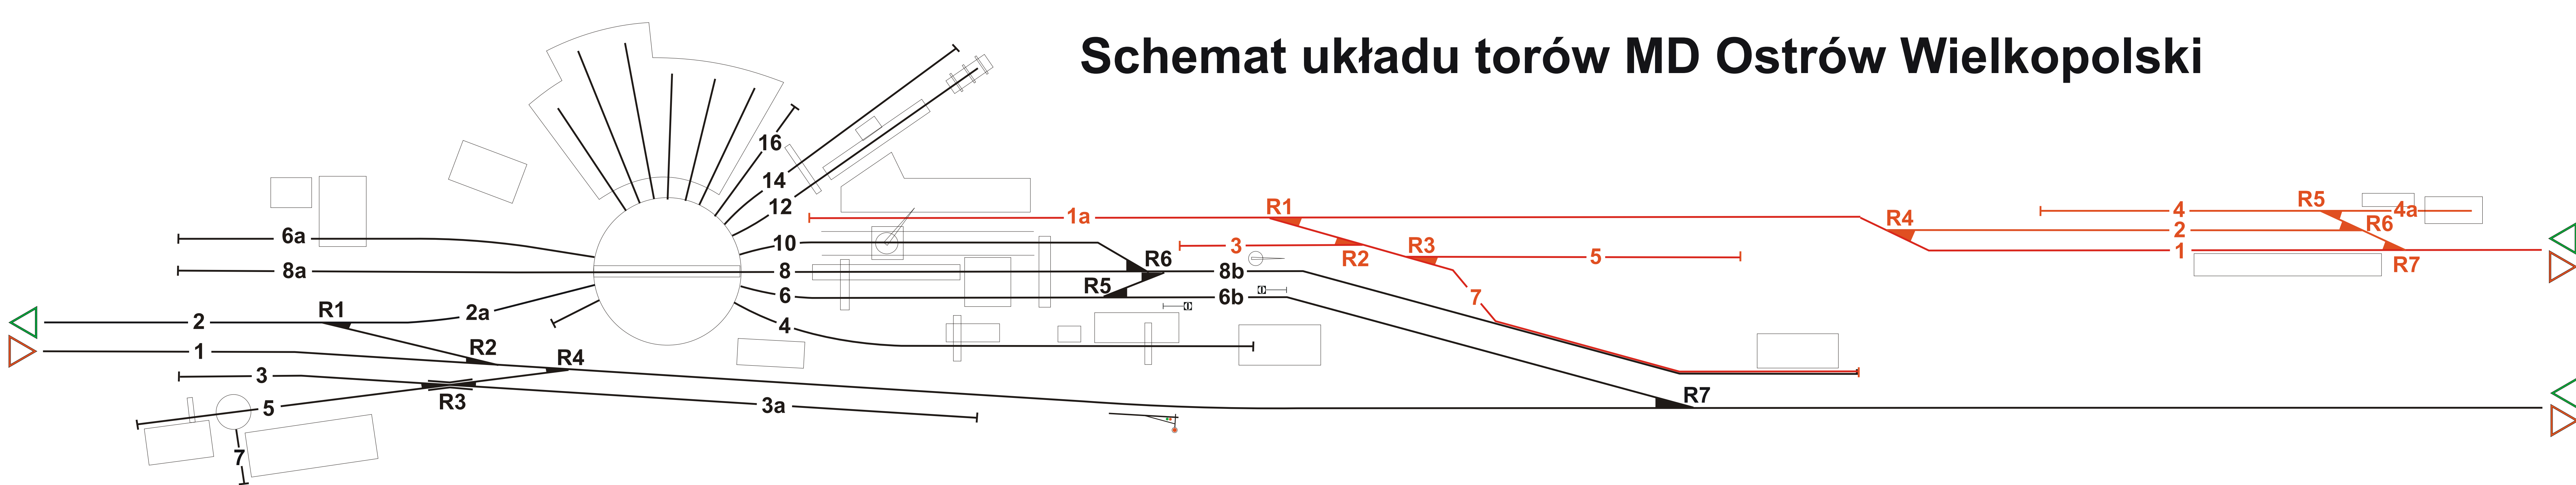 Schemat układu torów MD Ostrów Wielkopolski
16
14
12
10
8
6
4
6a
8a
2
R1
2a
1
R2
R4
3
R3
5
3a
7
R6
8b
R5
6b
R7
1a
R1
3
R2
R3
5
7
R4
4
R5
4a
2
R6
1
R7